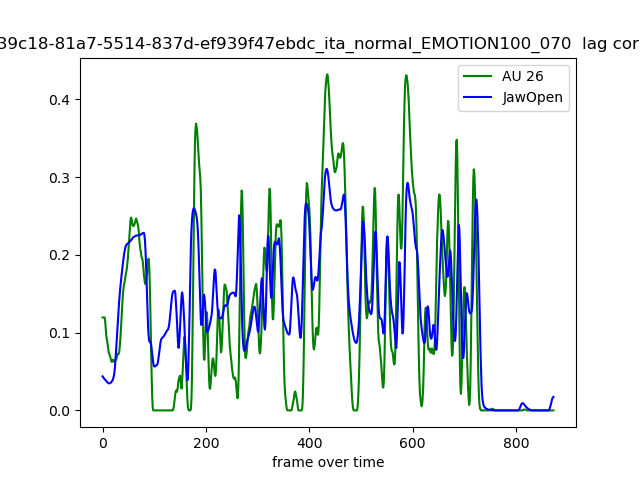 39c18-81a7-5514-837d-ef939f47ebdc_ita_normal_EMOTION100_070 lag cor
AU 26
JawOpen
0.4
0.3
0.2
0.1
0.0
0 200 400 600 800
frame over time